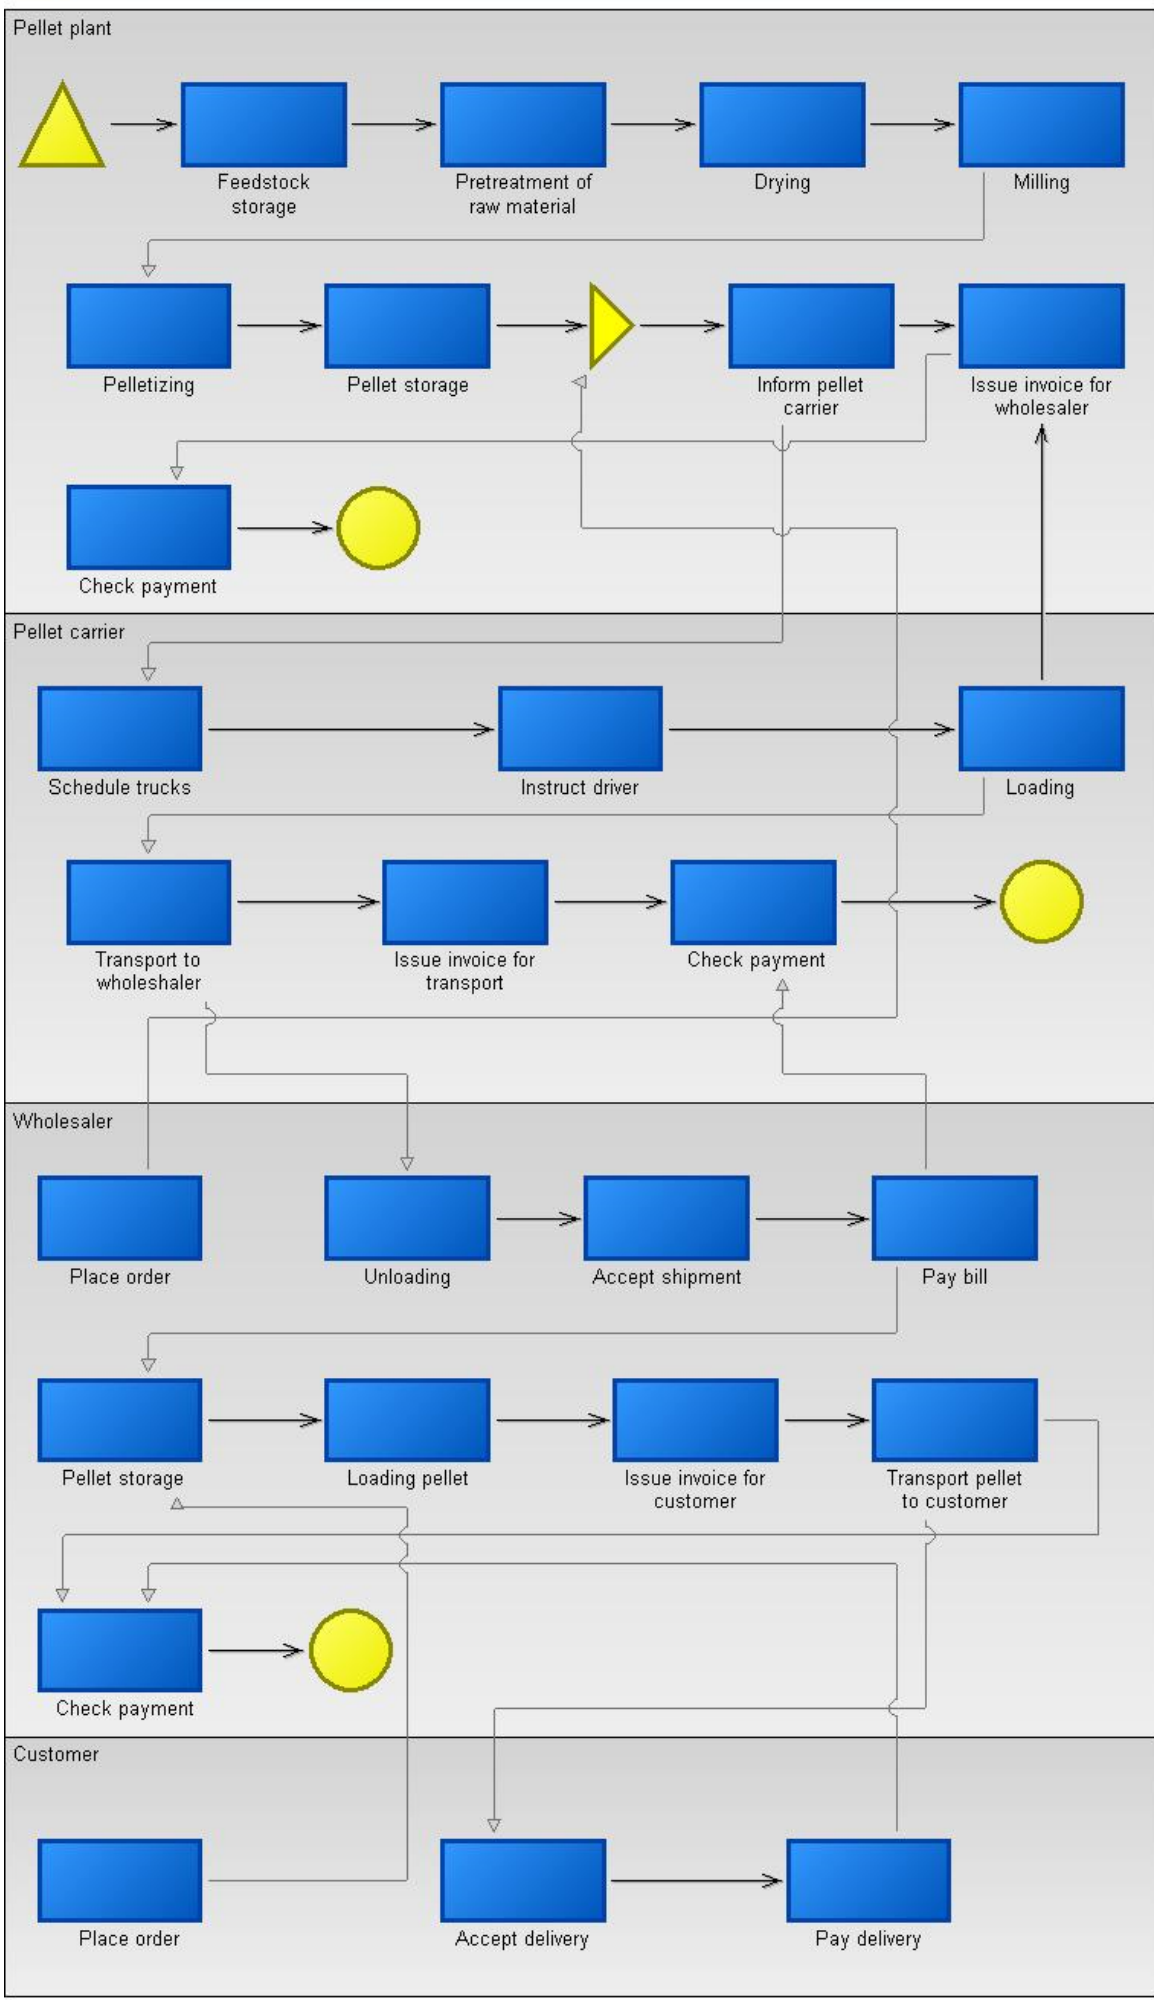 Pellet plant
Feedstock
storage
Pretreatment of
raw material
Drying
Milling
Pelletizing
Pellet storage
Inform pellet
carrier
Issue invoice for
wholesaler
Check payment
Pellet carrier
Schedule trucks
Instruct driver
Loading
Transport to
wholeshaler
Issue invoice for
transport
Check payment
Wholesaler
Place order
Unloading
Accept shipment
Pay bill
Pellet storage
Loading pellet
Issue invoice for
customer
Transport pellet
to customer
Check payment
Customer
Place order
Accept delivery
Pay delivery